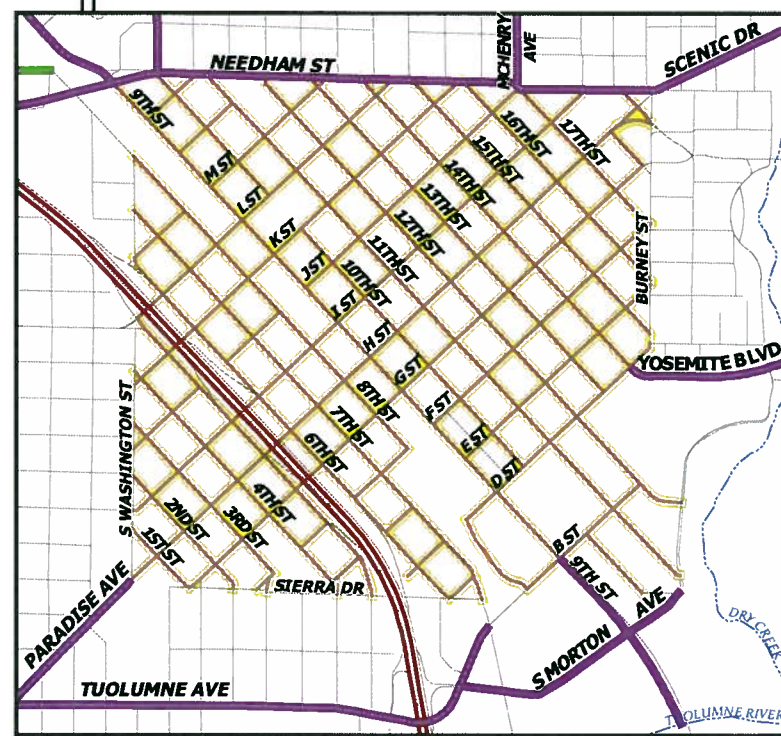 NEEDHAM ST
MCHENRY
AVE
SCENIC DR
9TH ST
M ST
L ST
K ST
J ST
I ST
H ST
G ST
F ST
E ST
D ST
B ST
17TH ST
16TH ST
15TH ST
14TH ST
13TH ST
12TH ST
11TH ST
10TH ST
8TH ST
7TH ST
6TH ST
4TH ST
3RD ST
2ND ST
1ST ST
BURNEY ST
YOSEMITE BLVD
S WASHINGTON ST
SIERRA DR
PARADISE AVE
TUOLUMNE AVE
9TH ST
S MORTON AVE
DRY CREEK
TUOLUMNE RIVER